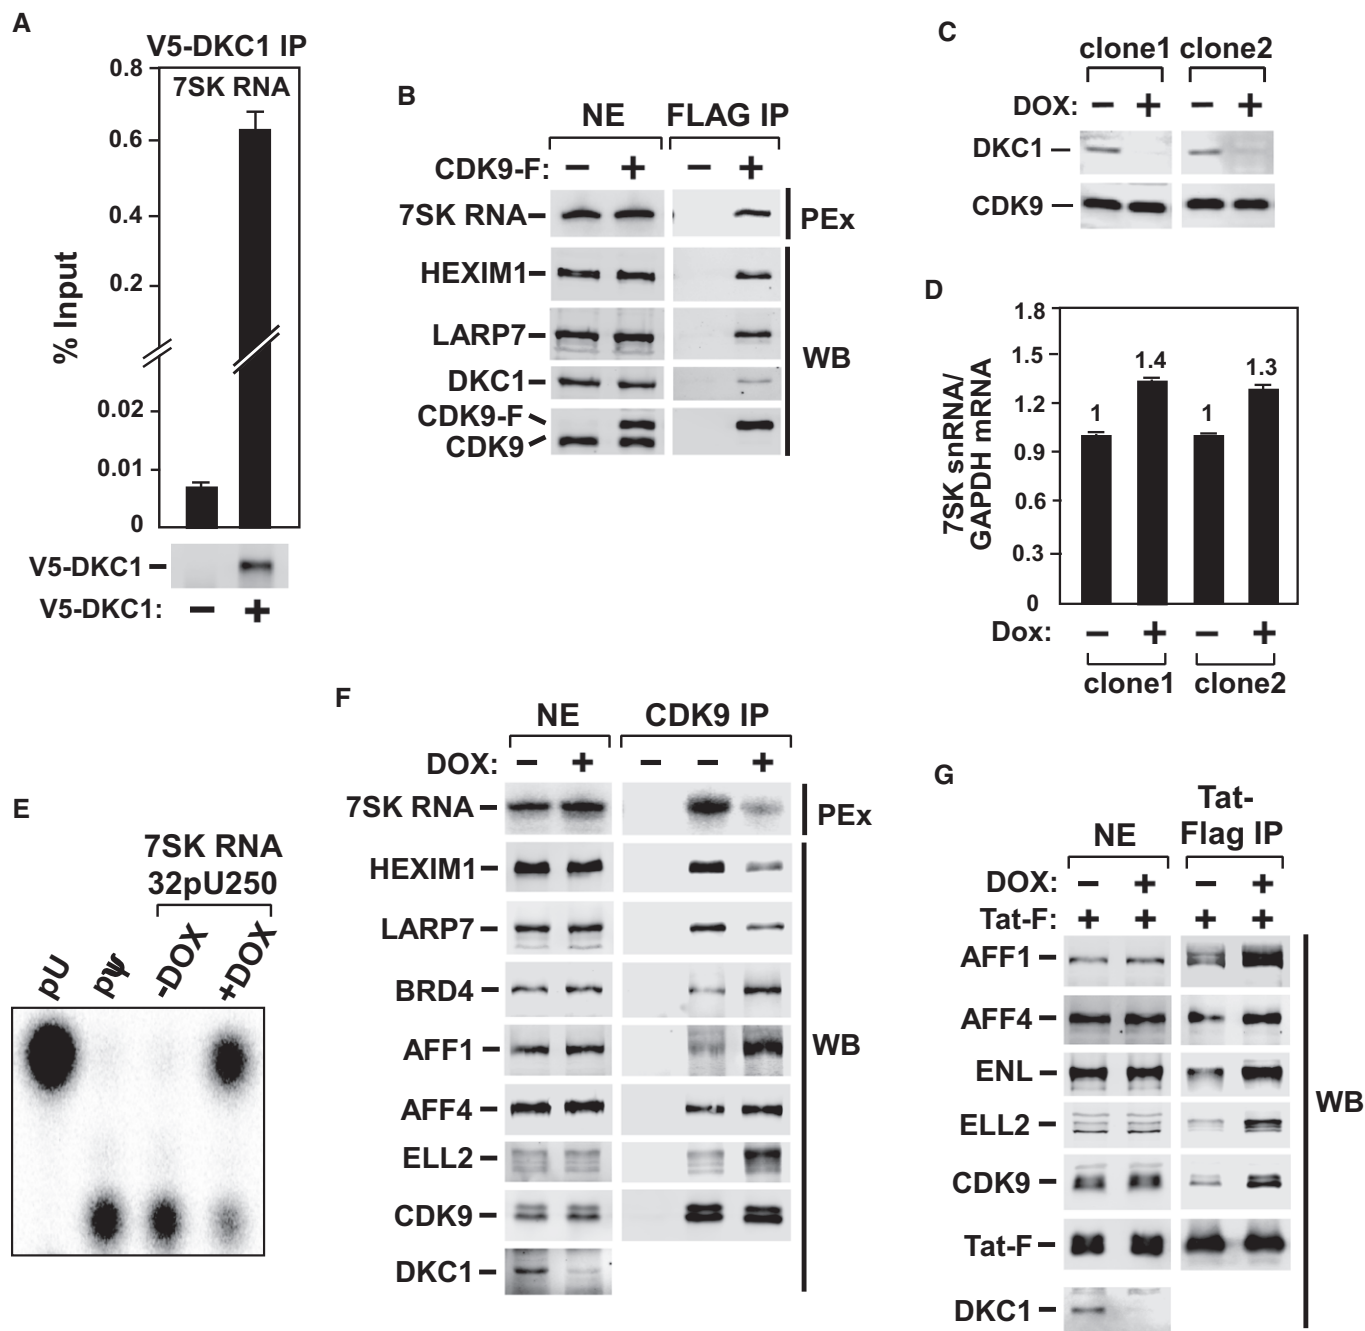 A
V5-DKC1 IP
7SK RNA
% Input
0.8
0.6
0.4
0.2
0.02
0.01
0
V5-DKC1
V5-DKC1: − +
B
NE FLAG IP
CDK9-F: − + − +
7SK RNA
PEx
HEXIM1
LARP7
DKC1
CDK9-F
CDK9
WB
C
clone1 clone2
DOX: − + − +
DKC1
CDK9
D
7SK snRNA/
GAPDH mRNA
1.8
1.5
1.2
0.9
0.6
0.3
0
1 1.4 1 1.3
Dox: − + − +
clone1 clone2
E
7SK RNA
32pU250
pU pψ -DOX +DOX
F
NE CDK9 IP
DOX: − + − − +
7SK RNA
PEx
HEXIM1
LARP7
BRD4
AFF1
AFF4
ELL2
CDK9
DKC1
WB
G
NE
Tat-
Flag IP
DOX: − + − +
Tat-F: + + + +
AFF1
AFF4
ENL
ELL2
CDK9
Tat-F
DKC1
WB